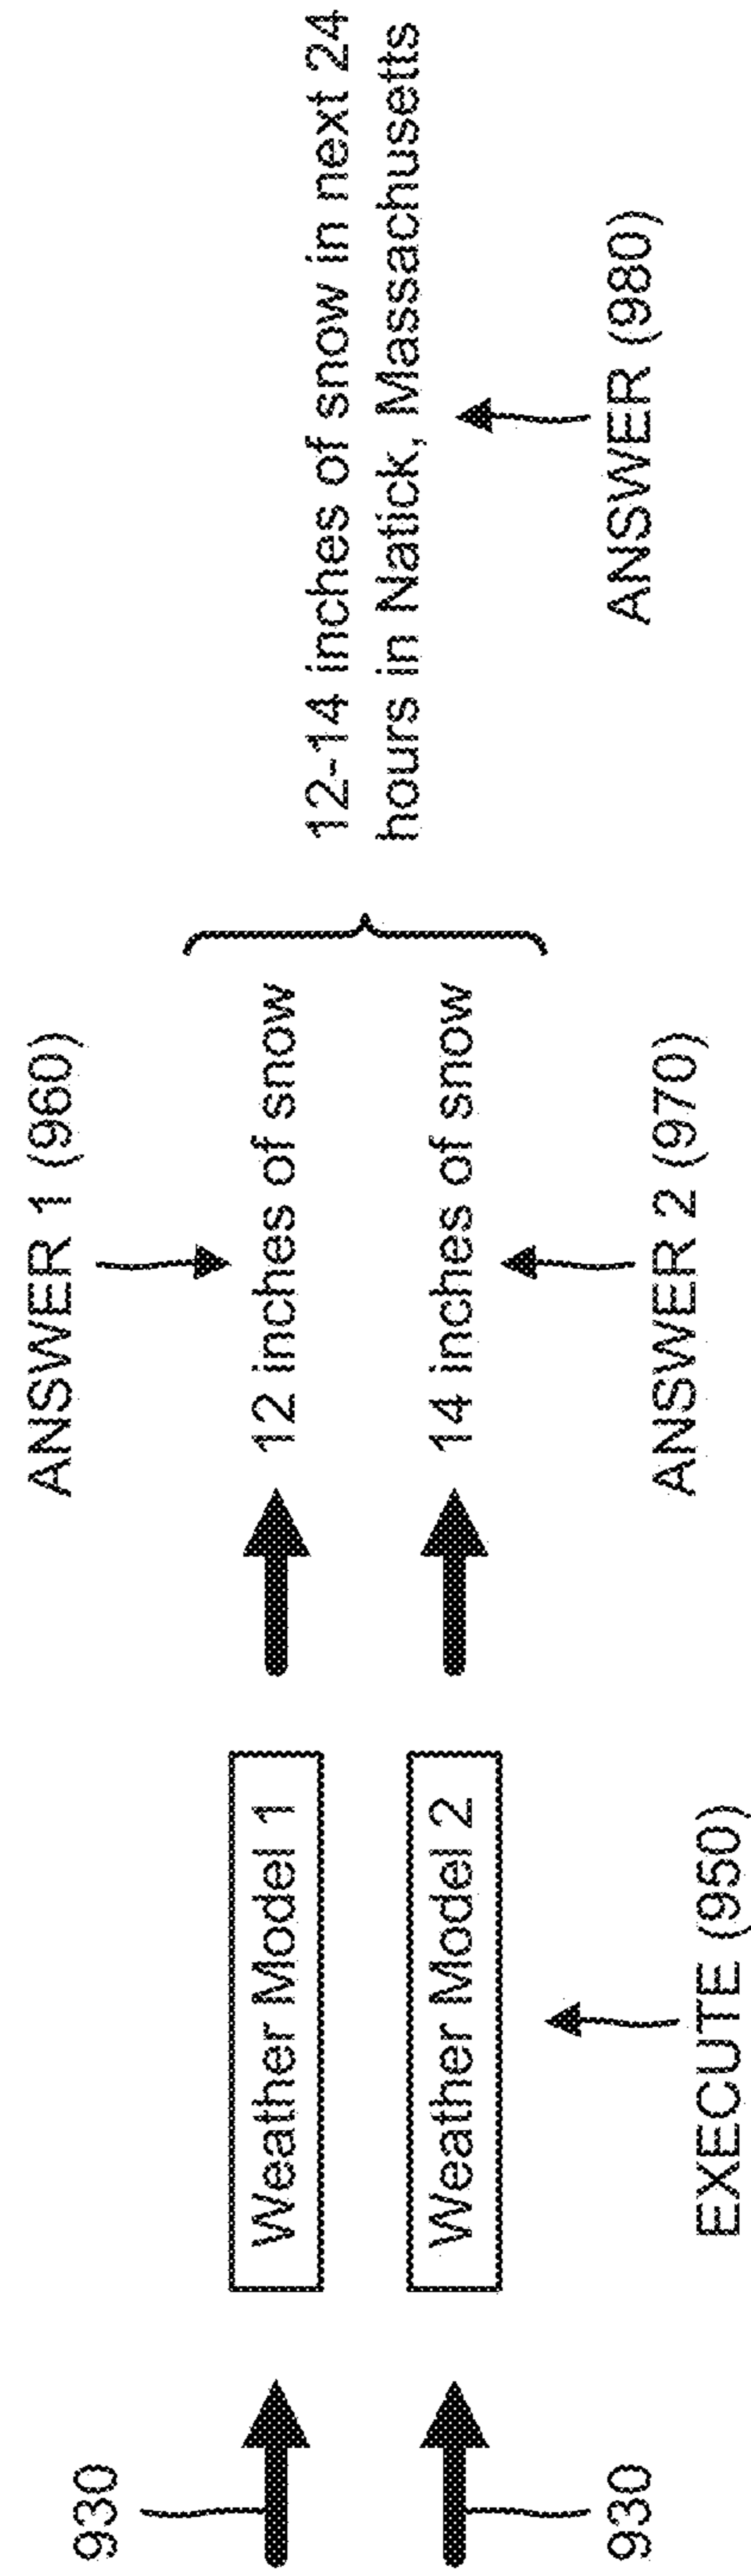 930
930
Weather Model 1
Weather Model 2
EXECUTE (950)
ANSWER 1 (960)
12 inches of snow
14 inches of snow
ANSWER 2 (970)
12-14 inches of snow in next 24
hours in Natick, Massachusetts
ANSWER (980)